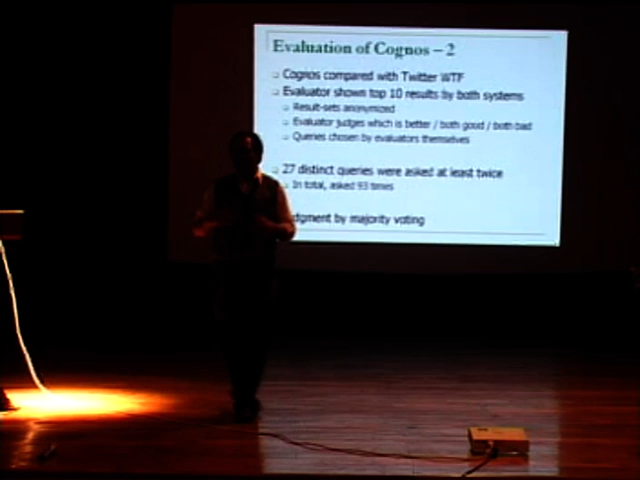 Evaluation of Cognos – 2
Cognos compared with Twitter WTF
Evaluator shown top 10 results by both systems
Result-sets anonymized
Evaluator judges which is better / both good / both bad
Queries chosen by evaluators themselves
27 distinct queries were asked at least twice
In total, asked 93 times
dgment by majority voting